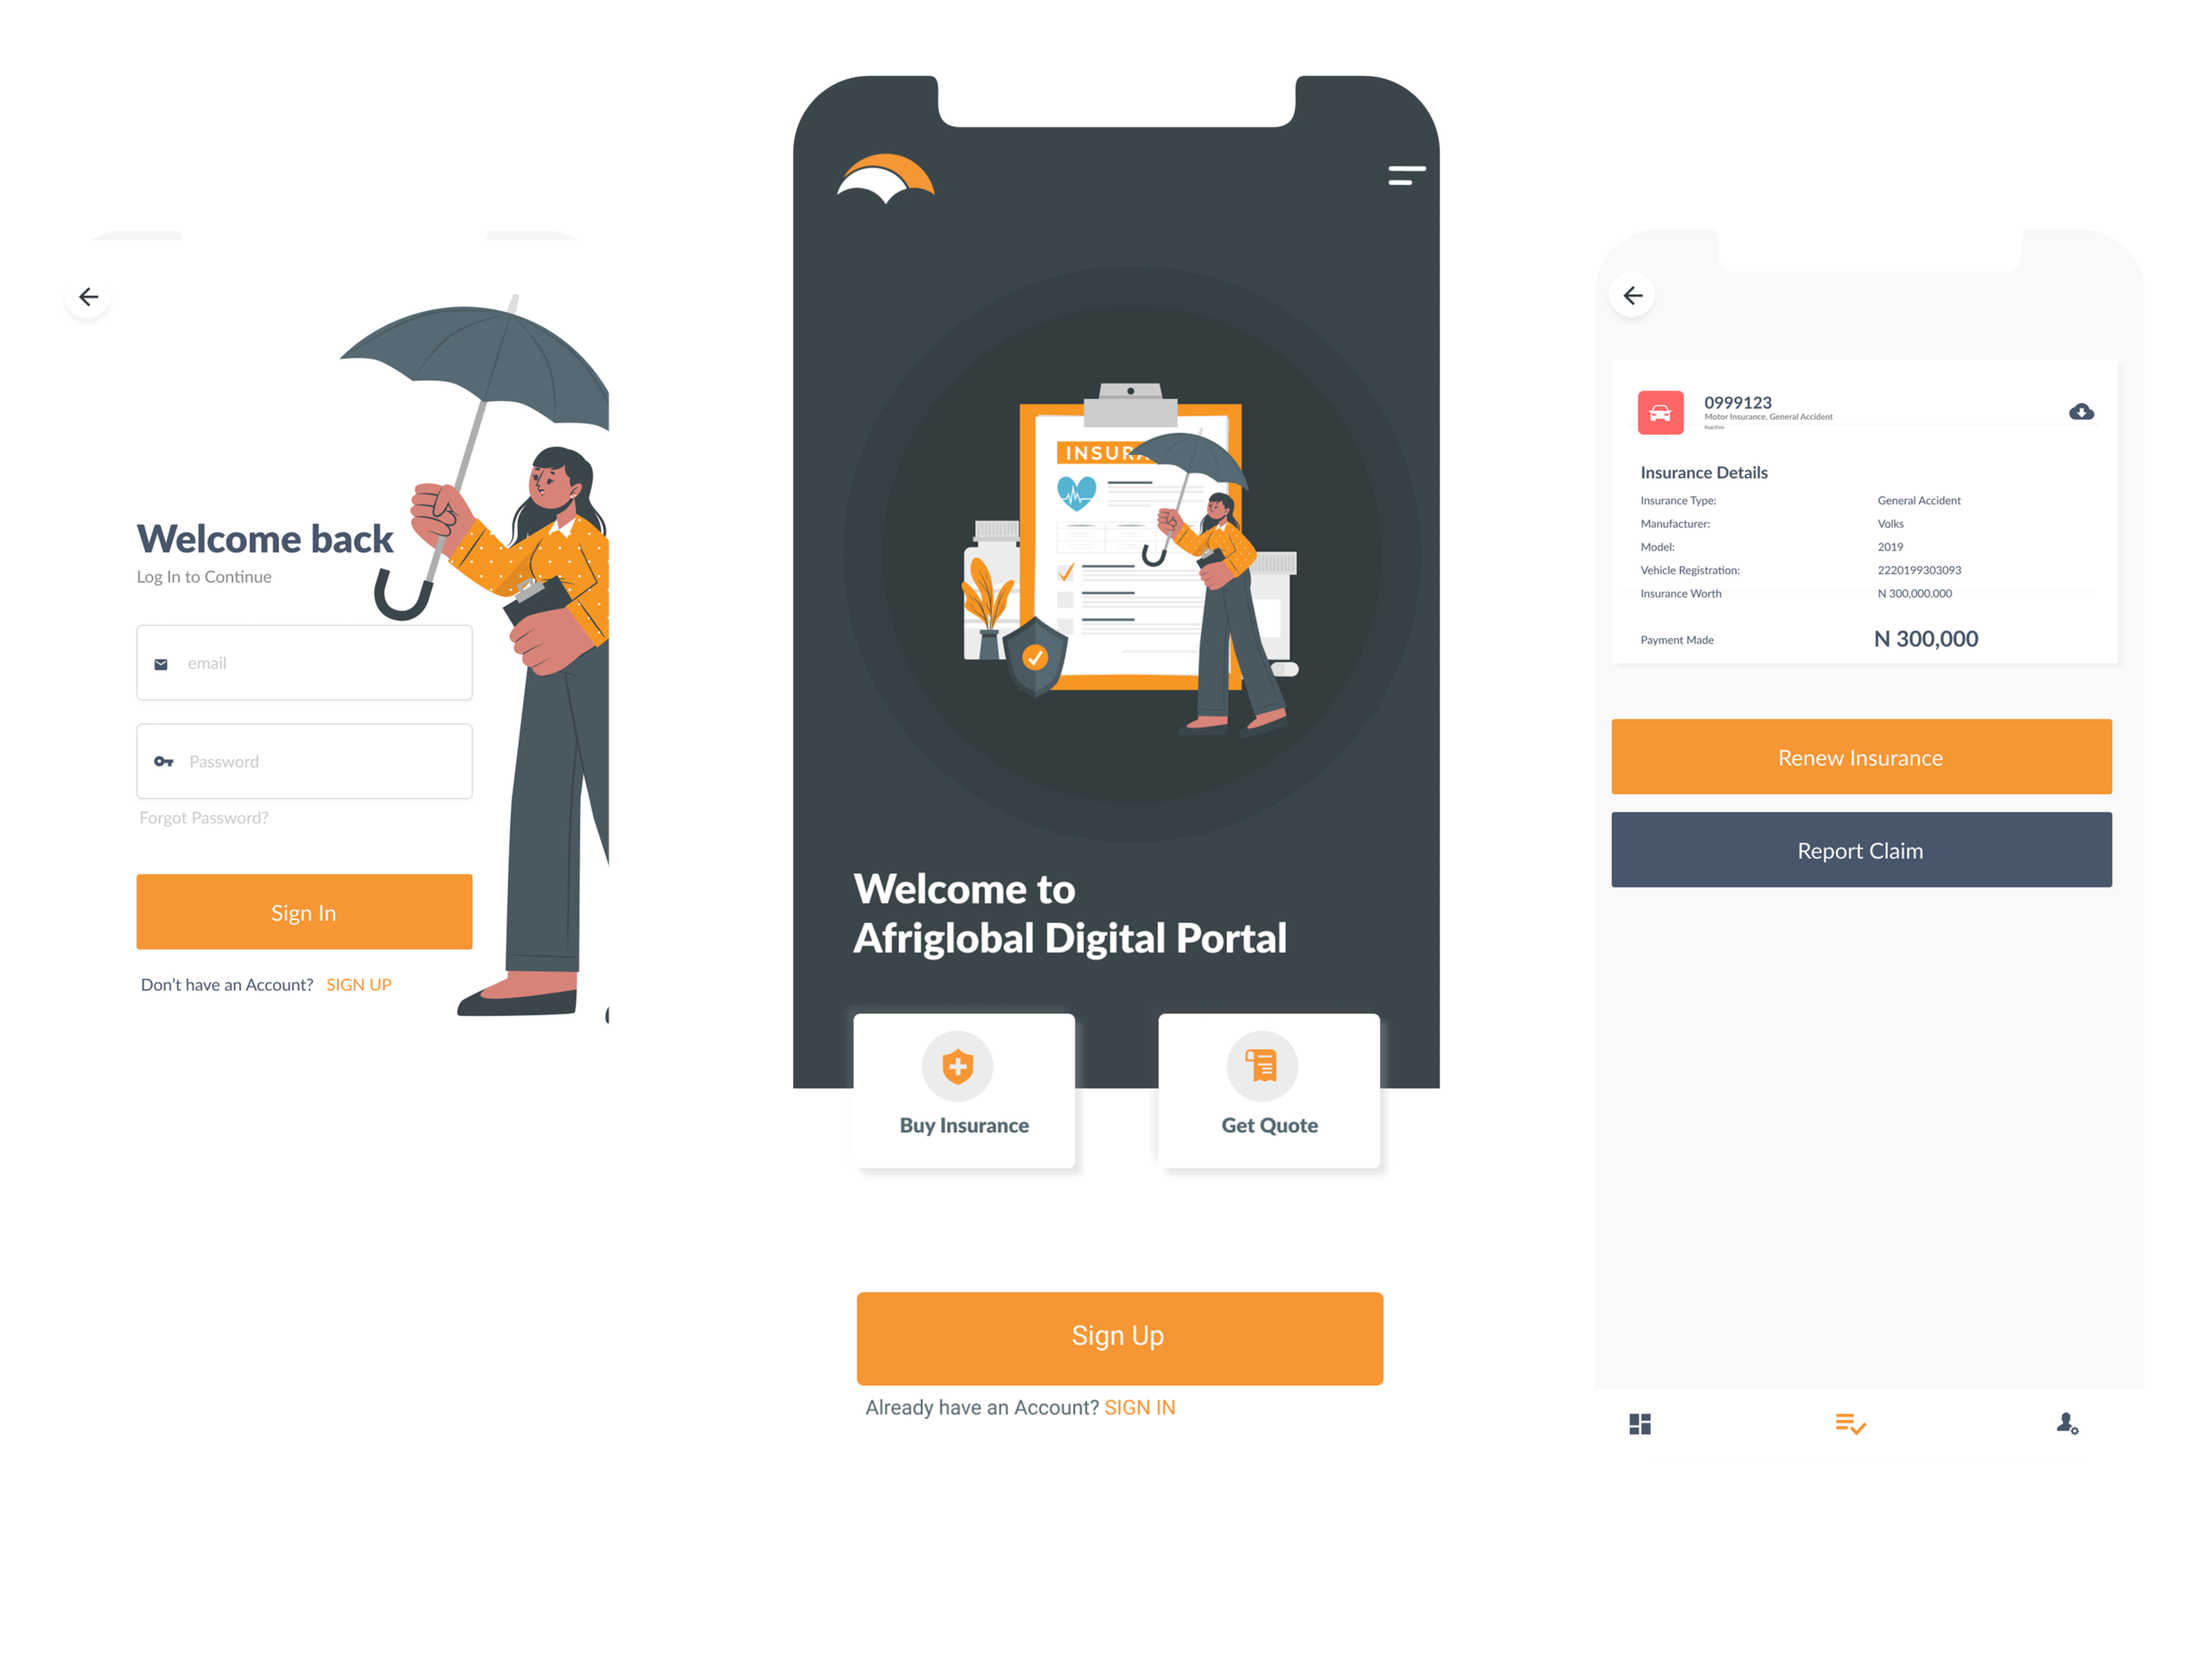 Welcome back
Log In to Continue
email
Password
Forgot Password?
Sign In
Don't have an Account? SIGN UP
INSURA
Welcome to
Afriglobal Digital Portal
Buy Insurance
Get Quote
Sign Up
Already have an Account? SIGN IN
0999123
Motor Insurance, General Accident
Inactive
Insurance Details
Insurance Type: General Accident
Manufacturer: Volks
Model: 2019
Vehicle Registration: 2220199303093
Insurance Worth N 300,000,000
Payment Made N 300,000
Renew Insurance
Report Claim